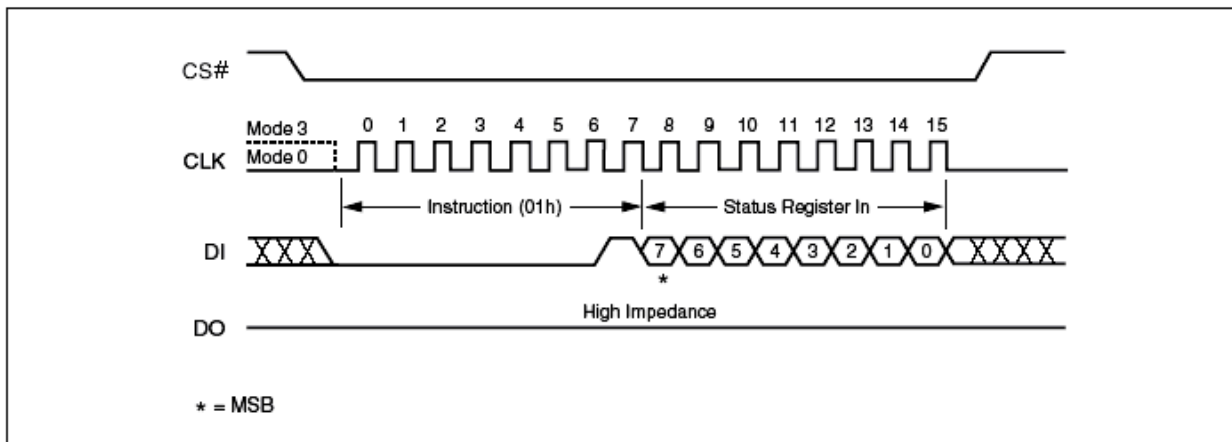 CS#
Mode 3
0 1 2 3 4 5 6 7 8 9 10 11 12 13 14 15
CLK
Mode 0
Instruction (01h)
Status Register In
DI
7 6 5 4 3 2 1 0
*
High Impedance
DO
* = MSB